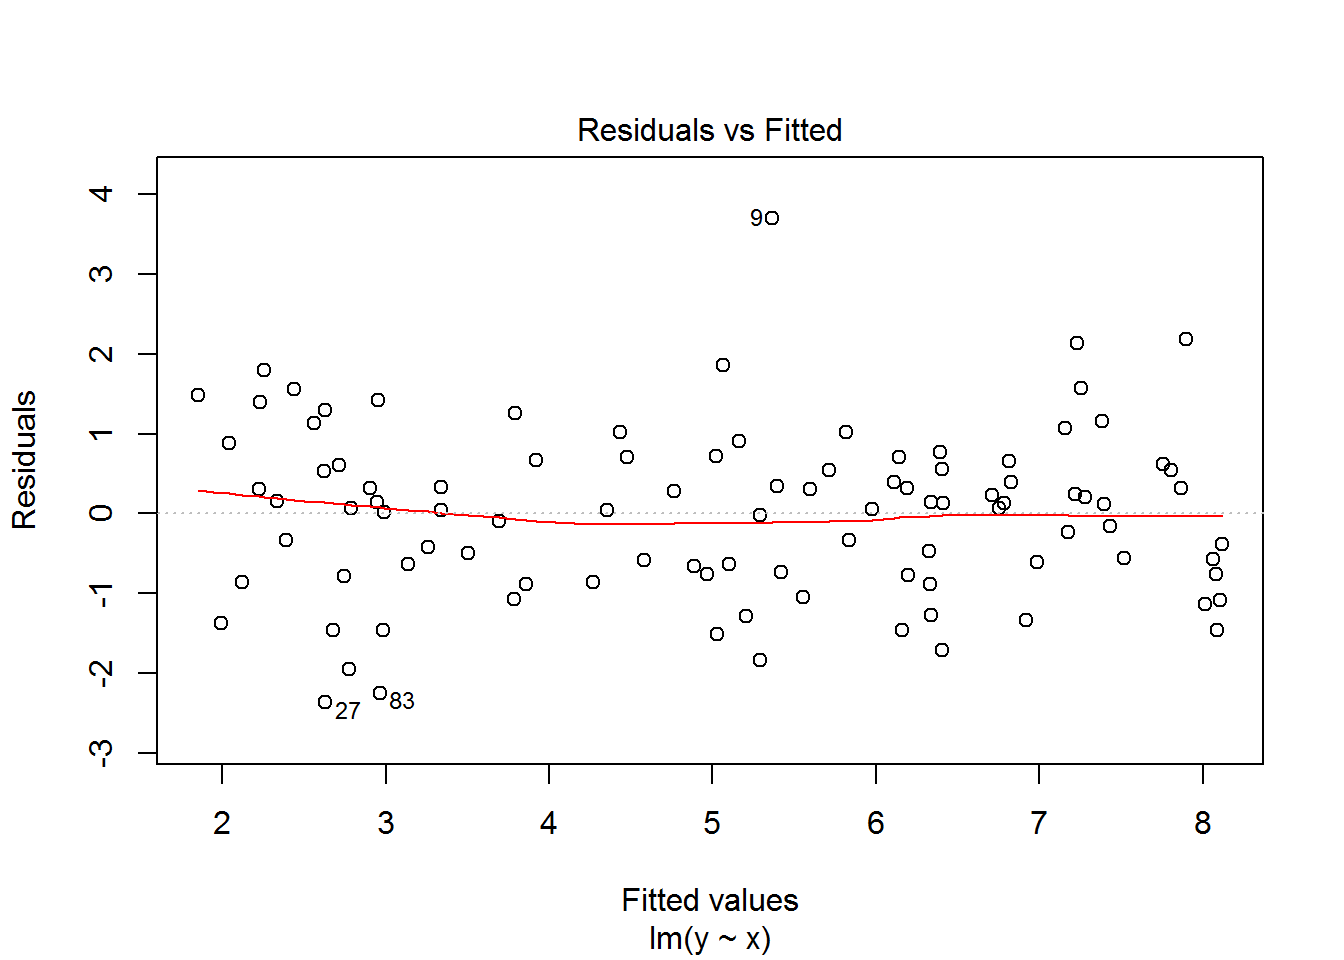 Residuals vs Fitted
Residuals
4
3
2
1
0
-1
-2
-3
9
27
83
2 3 4 5 6 7 8
Fitted values
lm(y ~ x)